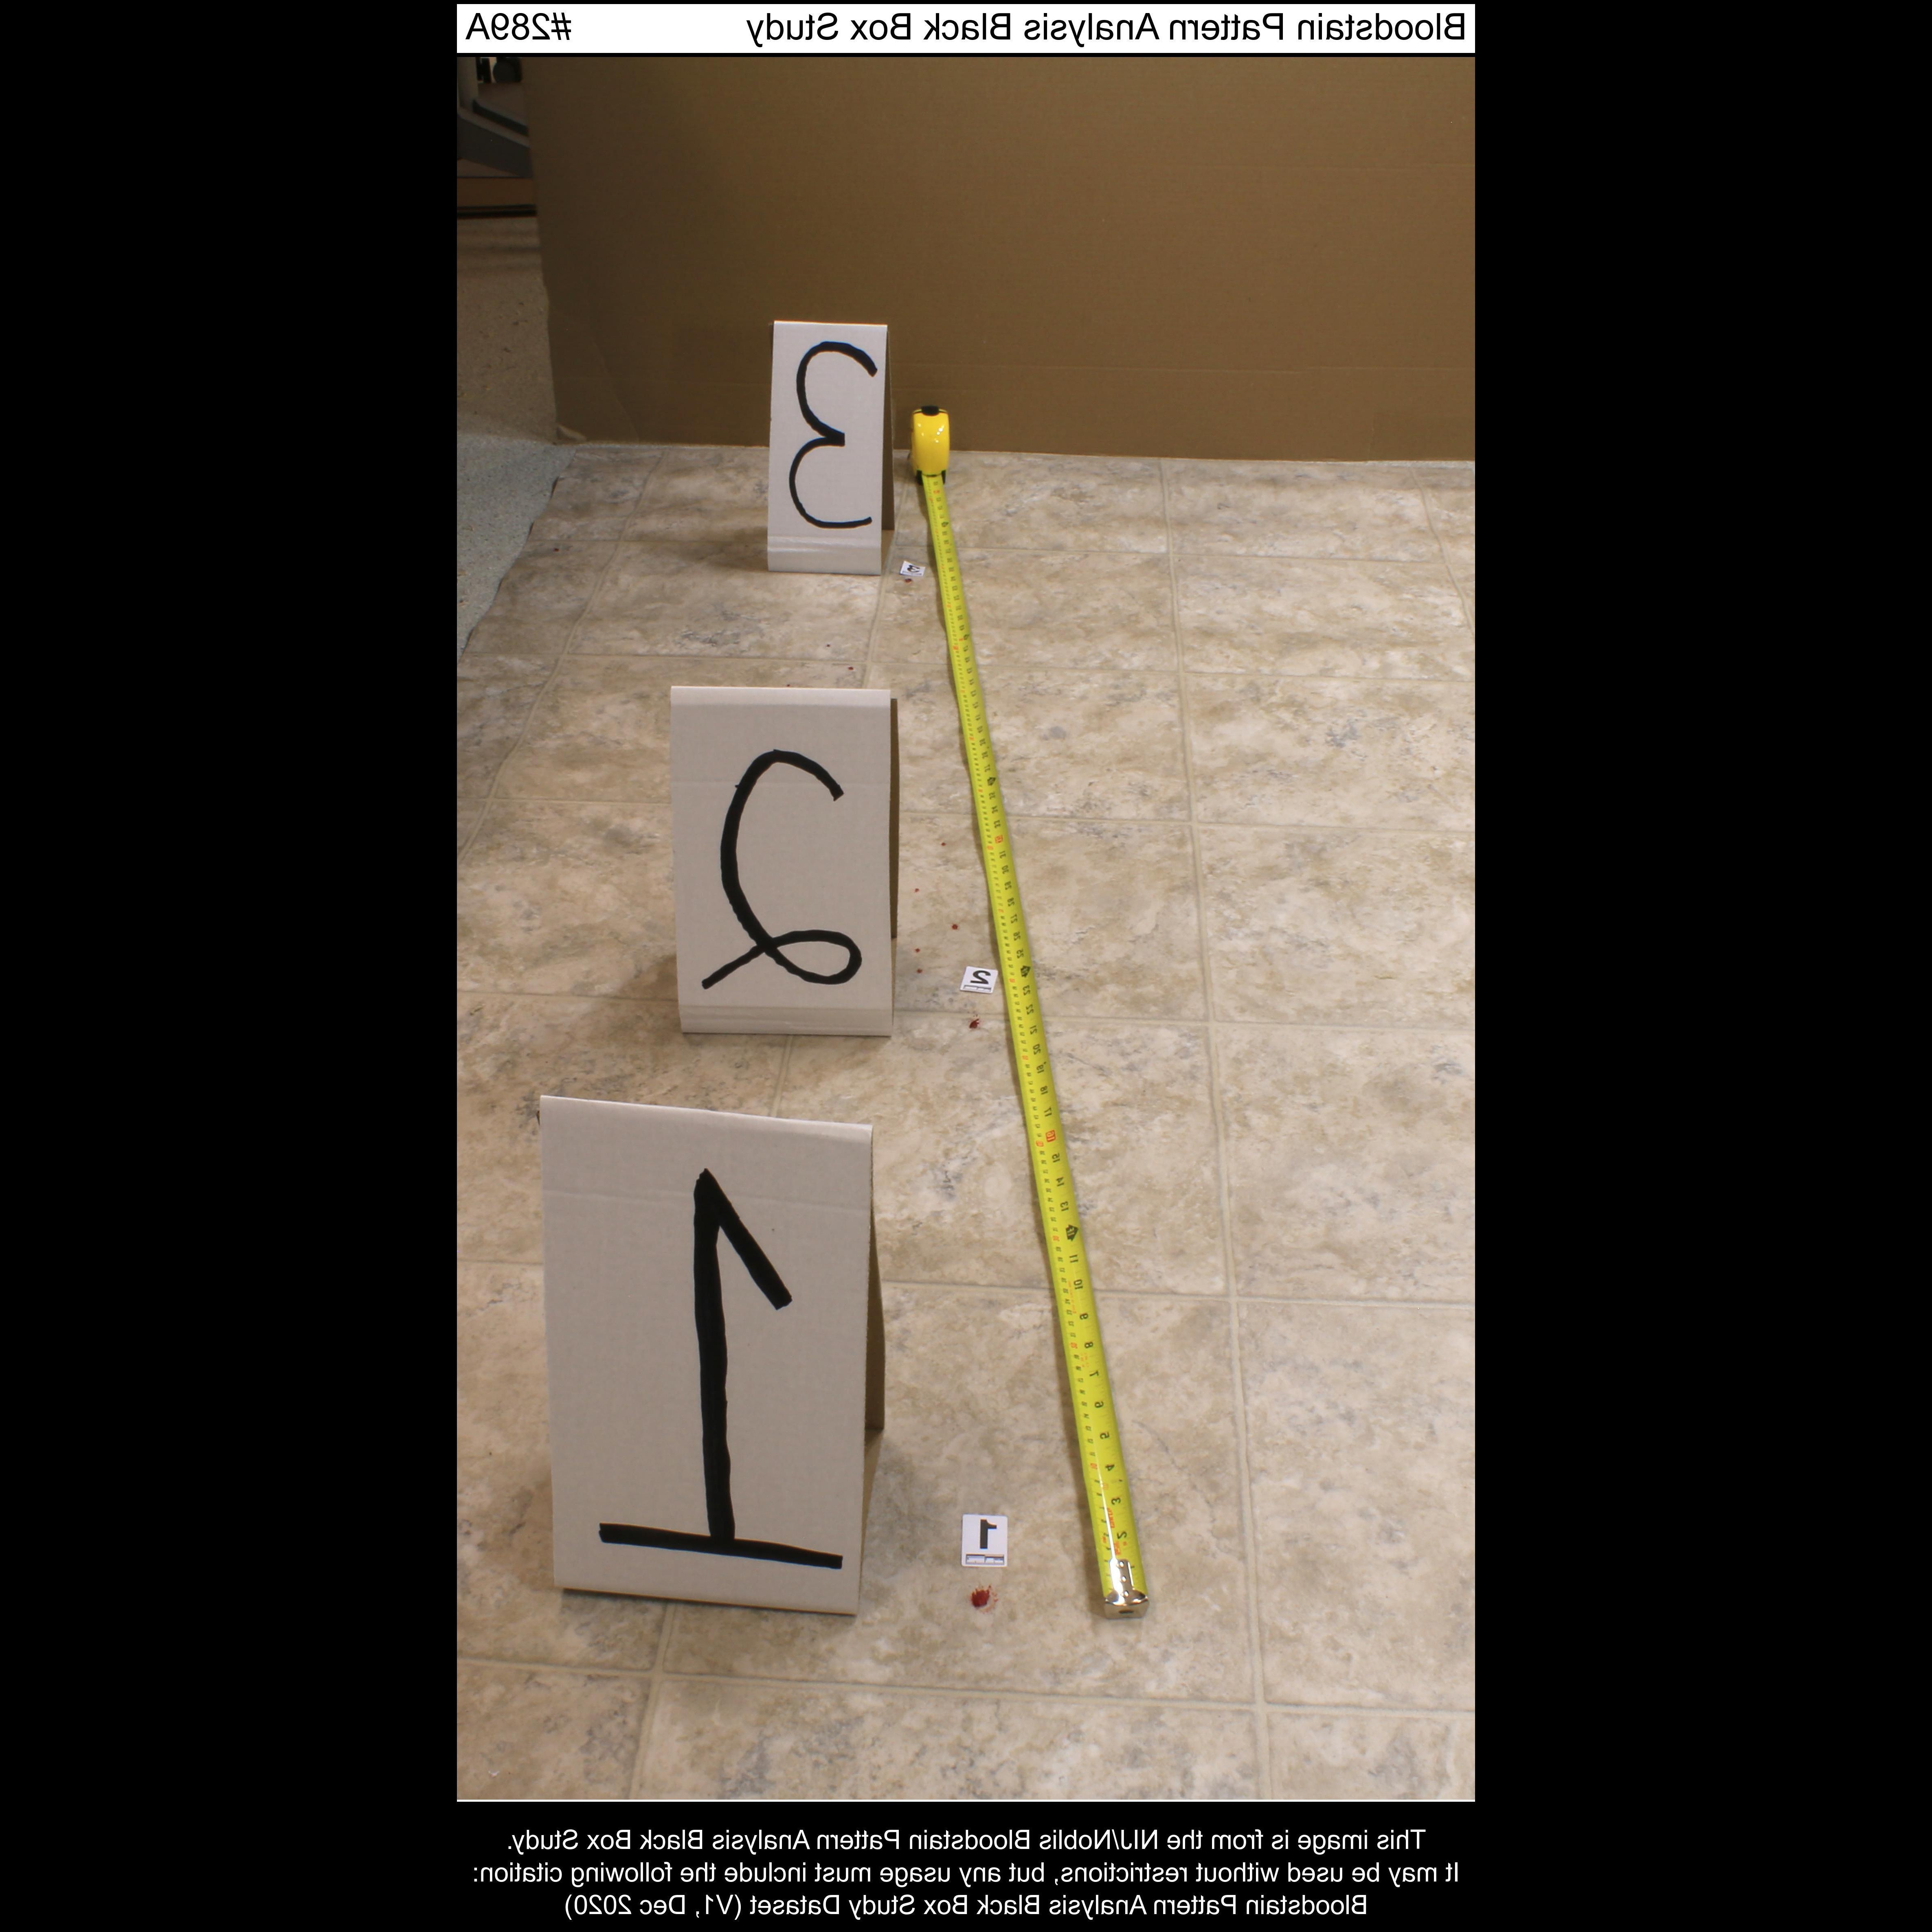 Bloodstain Pattern Analysis Black Box Study #289A
3
3
2
2
1
1
This image is from the NIJ/Noblis Bloodstain Pattern Analysis Black Box Study.
It may be used without restrictions, but any usage must include the following citation:
Bloodstain Pattern Analysis Black Box Study Dataset (V1, Dec 2020)